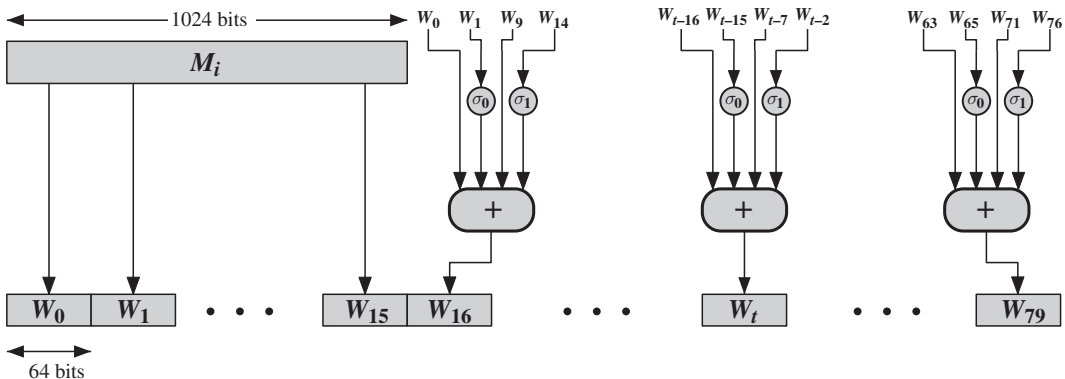 1024 bits
W0 W1 W9 W14
Wt–16 Wt–15 Wt–7 Wt–2
W63 W65 W71 W76
Mi
σ0 σ1
σ0 σ1
σ0 σ1
+ + +
W0 W1 • • • W15 W16 • • • Wt • • • W79
64 bits